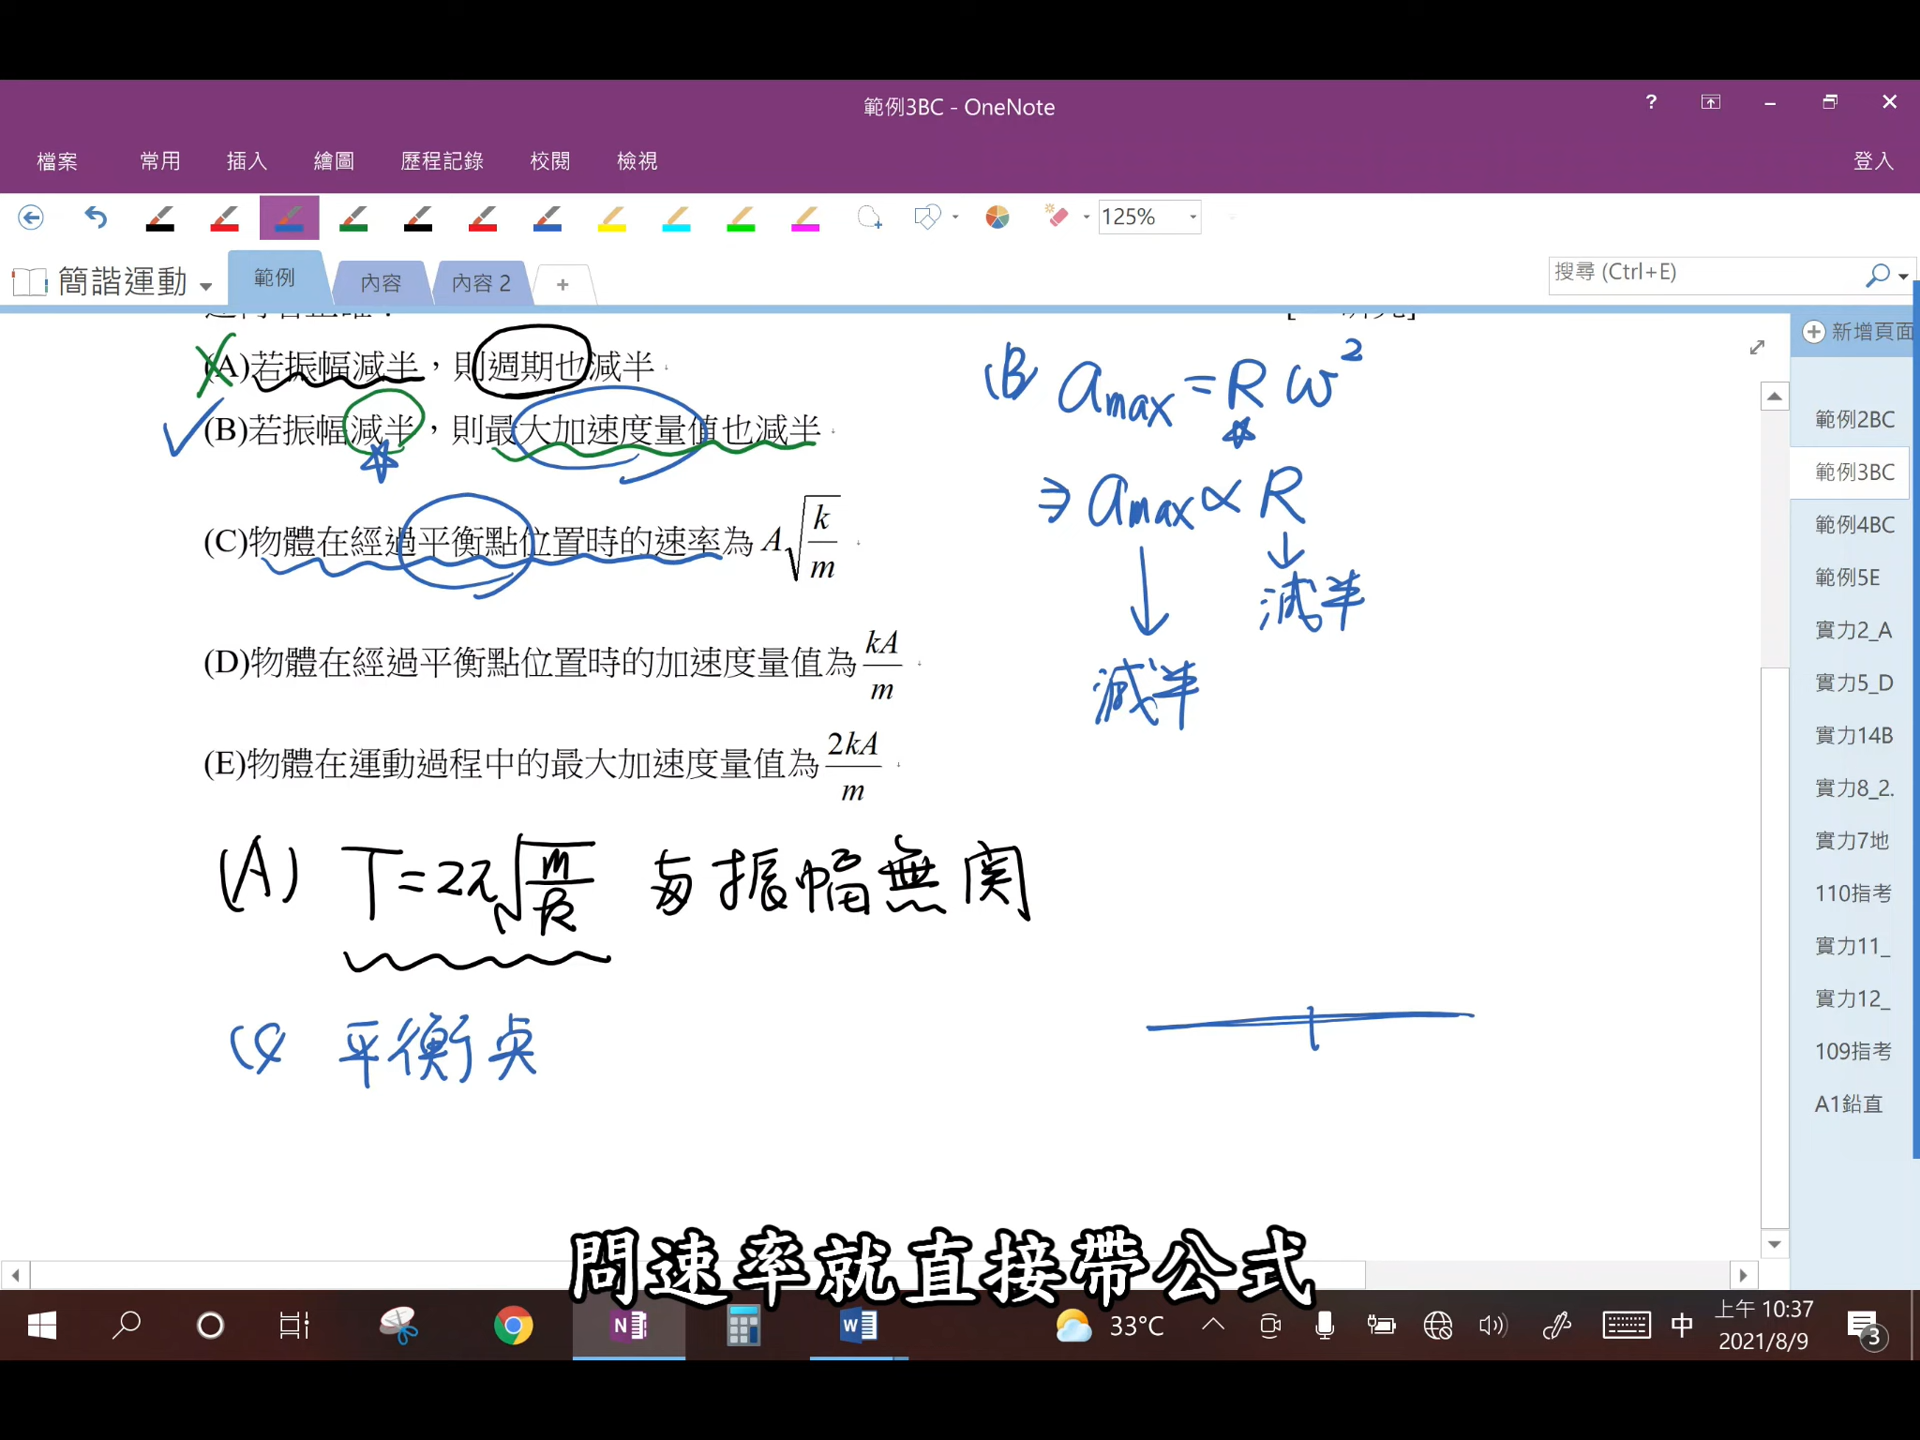 範例3BC - OneNote
?
檔案 常用 插入 繪圖 歷程記錄 校閱 檢視 登入
125%
簡諧運動 範例 內容 內容 2 +
搜尋 (Ctrl+E)
新增頁面
(A)若振幅減半，則週期也減半
(B)若振幅減半，則最大加速度量值也減半
(C)物體在經過平衡點位置時的速率為 A√(k/m)
(D)物體在經過平衡點位置時的加速度量值為 kA/m
(E)物體在運動過程中的最大加速度量值為 2kA/m
(B) amax = Rω²
⇒ amax ∝ R
減半
減半
(A) T=2π√(m/k) 與振幅無関
(C) 平衡点
範例2BC
範例3BC
範例4BC
範例5E
實力2_A
實力5_D
實力14B
實力8_2.
實力7地
110指考
實力11_
實力12_
109指考
A1鉛直
問速率就直接帶公式
33°C 中 上午 10:37
2021/8/9
3